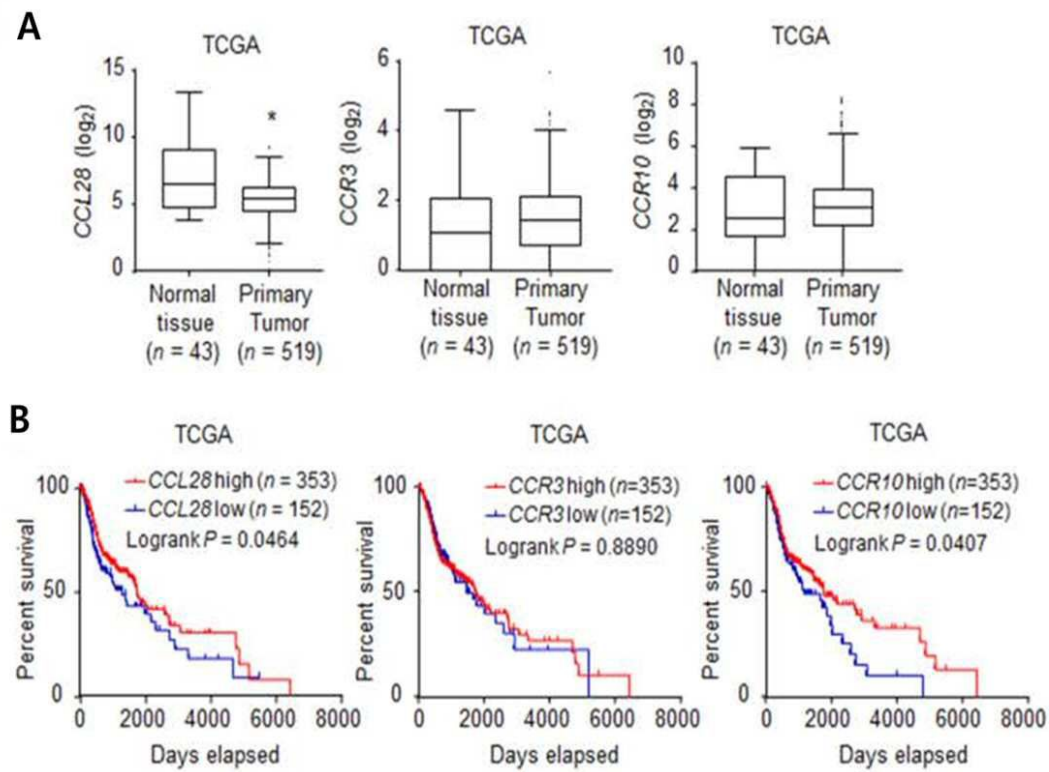 A
TCGA
15
10
5
0
CCL28 (log2)
Normal tissue (n = 43)
Primary Tumor (n = 519)
*
TCGA
6
4
2
0
CCR3 (log2)
Normal tissue (n = 43)
Primary Tumor (n = 519)
TCGA
10
8
6
4
2
0
CCR10 (log2)
Normal tissue (n = 43)
Primary Tumor (n = 519)
B
TCGA
CCL28 high (n = 353)
CCL28 low (n = 152)
Logrank P = 0.0464
100
50
0
Percent survival
0 2000 4000 6000 8000
Days elapsed
TCGA
CCR3 high (n=353)
CCR3 low (n=152)
Logrank P = 0.8890
100
50
0
Percent survival
0 2000 4000 6000 8000
Days elapsed
TCGA
CCR10 high (n=353)
CCR10 low (n=152)
Logrank P = 0.0407
100
50
0
Percent survival
0 2000 4000 6000 8000
Days elapsed